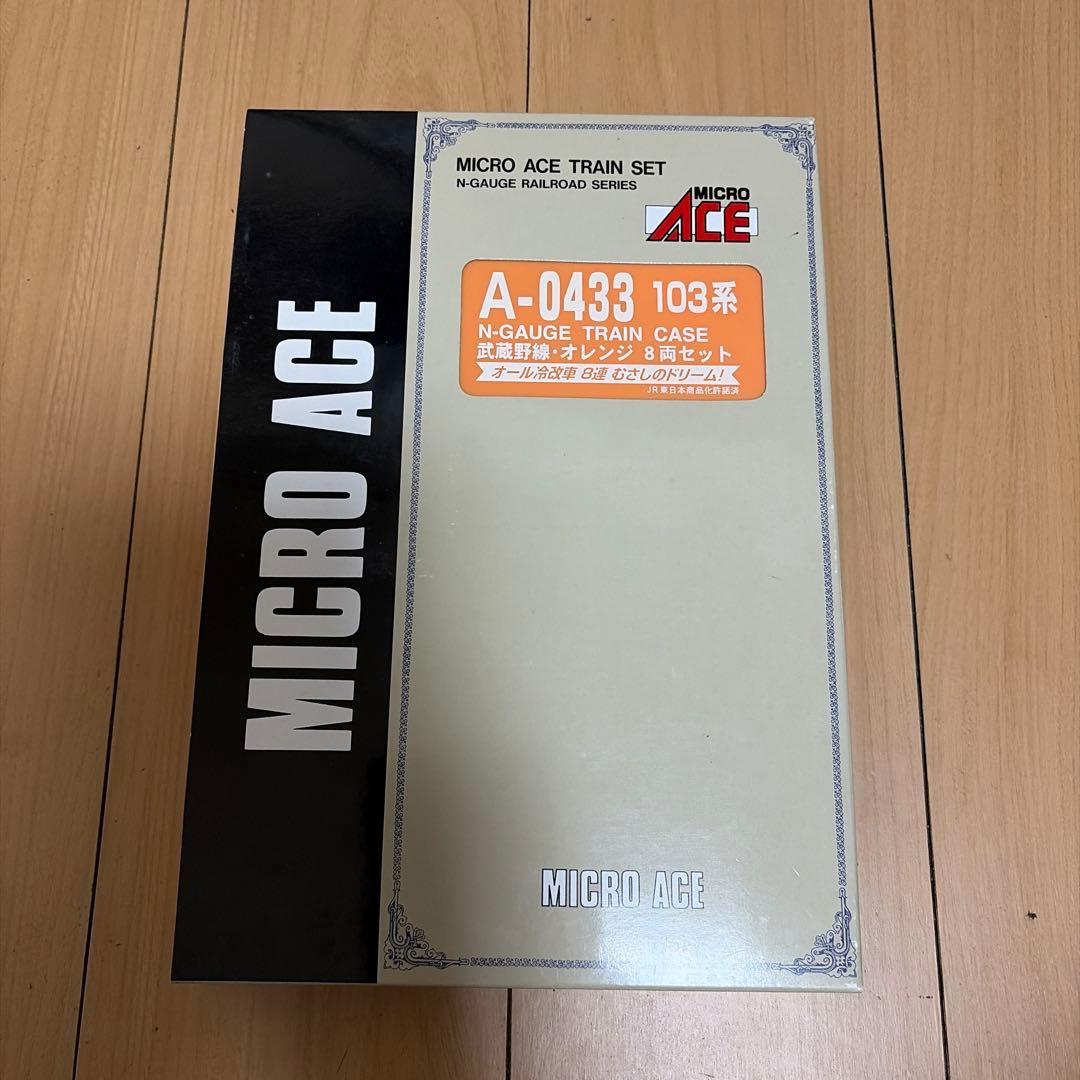 MICRO ACE
MICRO ACE TRAIN SET
N-GAUGE RAILROAD SERIES
MICRO
ACE
A-0433 103系
N-GAUGE TRAIN CASE
武蔵野線・オレンジ 8両セット
オール冷改車 8連 むさしのドリーム!
JR東日本商品化許諾済
MICRO ACE